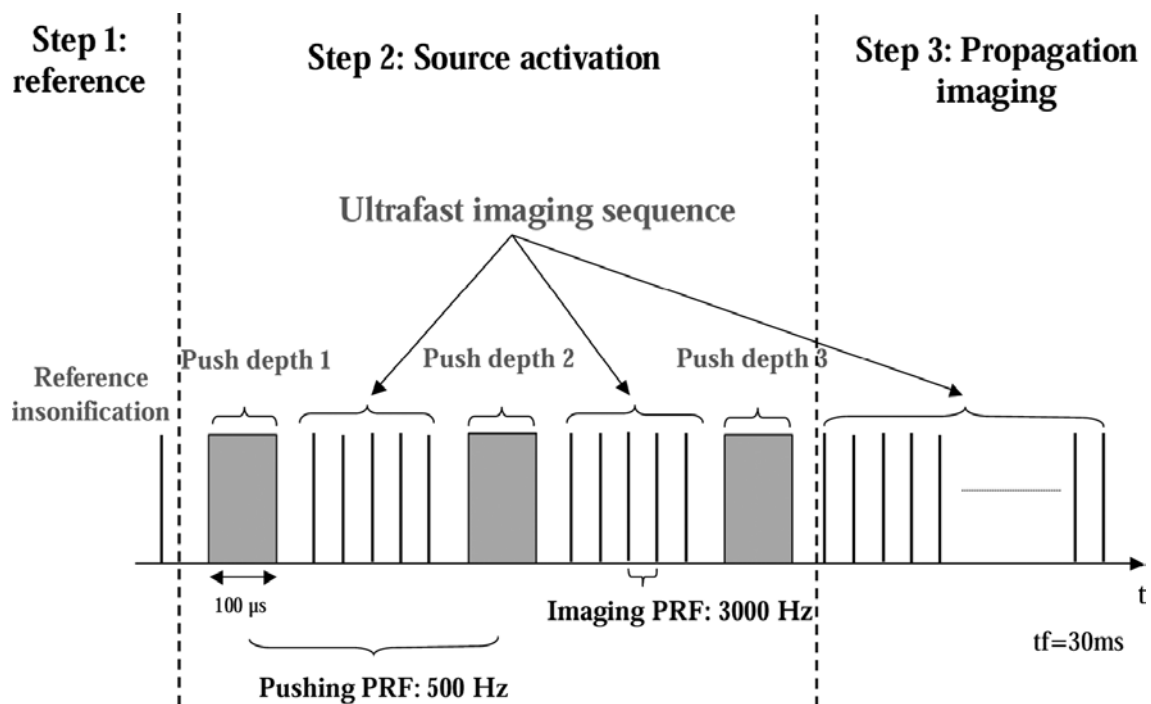 Step 1:
reference
Step 2: Source activation
Step 3: Propagation
imaging
Ultrafast imaging sequence
Reference
insonification
Push depth 1
Push depth 2
Push depth 3
100 μs
Imaging PRF: 3000 Hz
t
tf=30ms
Pushing PRF: 500 Hz